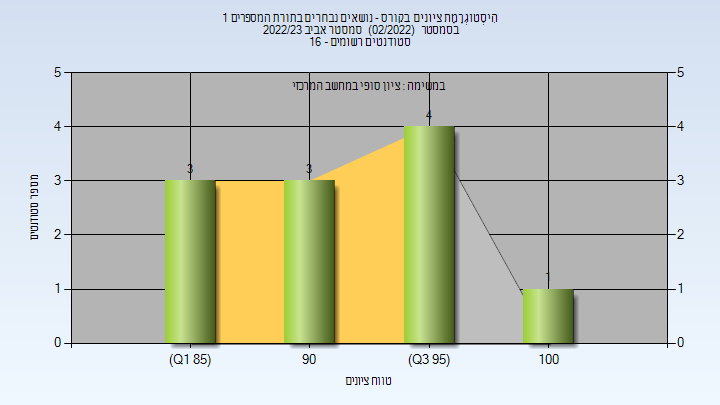 היסטוגרמת ציונים בקורס - נושאים נבחרים בתורת המספרים 1
בסמסטר (02/2022) סמסטר אביב 2022/23
סטודנטים רשומים - 16
במשימה : ציון סופי במחשב המרכזי
5
4
3
2
1
0
5
4
3
2
1
0
מספר סטודנטים
3
3
4
1
(Q1 85)
90
(Q3 95)
100
טווח ציונים